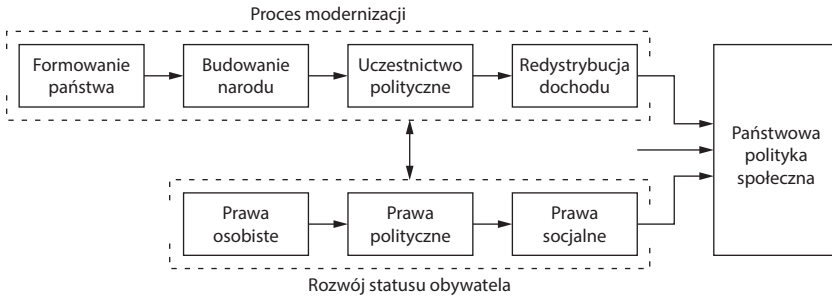 Proces modernizacji
Formowanie
państwa
Budowanie
narodu
Uczestnictwo
polityczne
Redystrybucja
dochodu
Państwowa
polityka
społeczna
Prawa
osobiste
Prawa
polityczne
Prawa
socjalne
Rozwój statusu obywatela